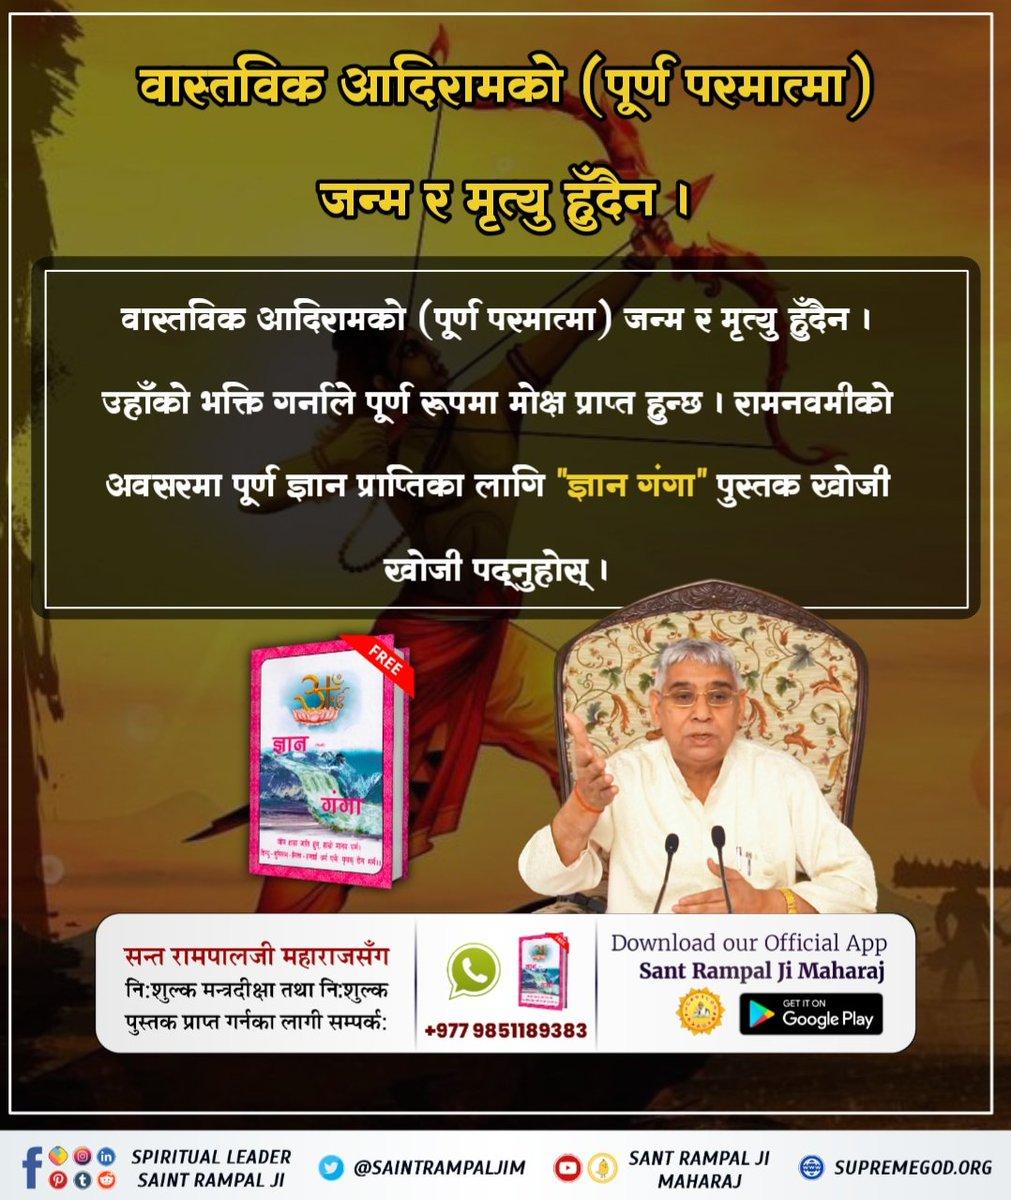 वास्तविक आदिरामको (पूर्ण परमात्मा)
जन्म र मृत्यु हुँदैन ।
वास्तविक आदिरामको (पूर्ण परमात्मा) जन्म र मृत्यु हुँदैन ।
उहाँको भक्ति गर्नाले पूर्ण रूपमा मोक्ष प्राप्त हुन्छ । रामनवमीको
अवसरमा पूर्ण ज्ञान प्राप्तिका लागि "ज्ञान गंगा" पुस्तक खोजी
खोजी पढ्नुहोस् ।
FREE
ज्ञान
गंगा
सन्त रामपालजी महाराजसँग
नि:शुल्क मन्त्रदीक्षा तथा नि:शुल्क
पुस्तक प्राप्त गर्नका लागी सम्पर्क:
+977 9851189383
Download our Official App
Sant Rampal Ji Maharaj
GET IT ON
Google Play
SPIRITUAL LEADER
SAINT RAMPAL JI
@SAINTRAMPALJIM
SANT RAMPAL JI
MAHARAJ
SUPREMEGOD.ORG